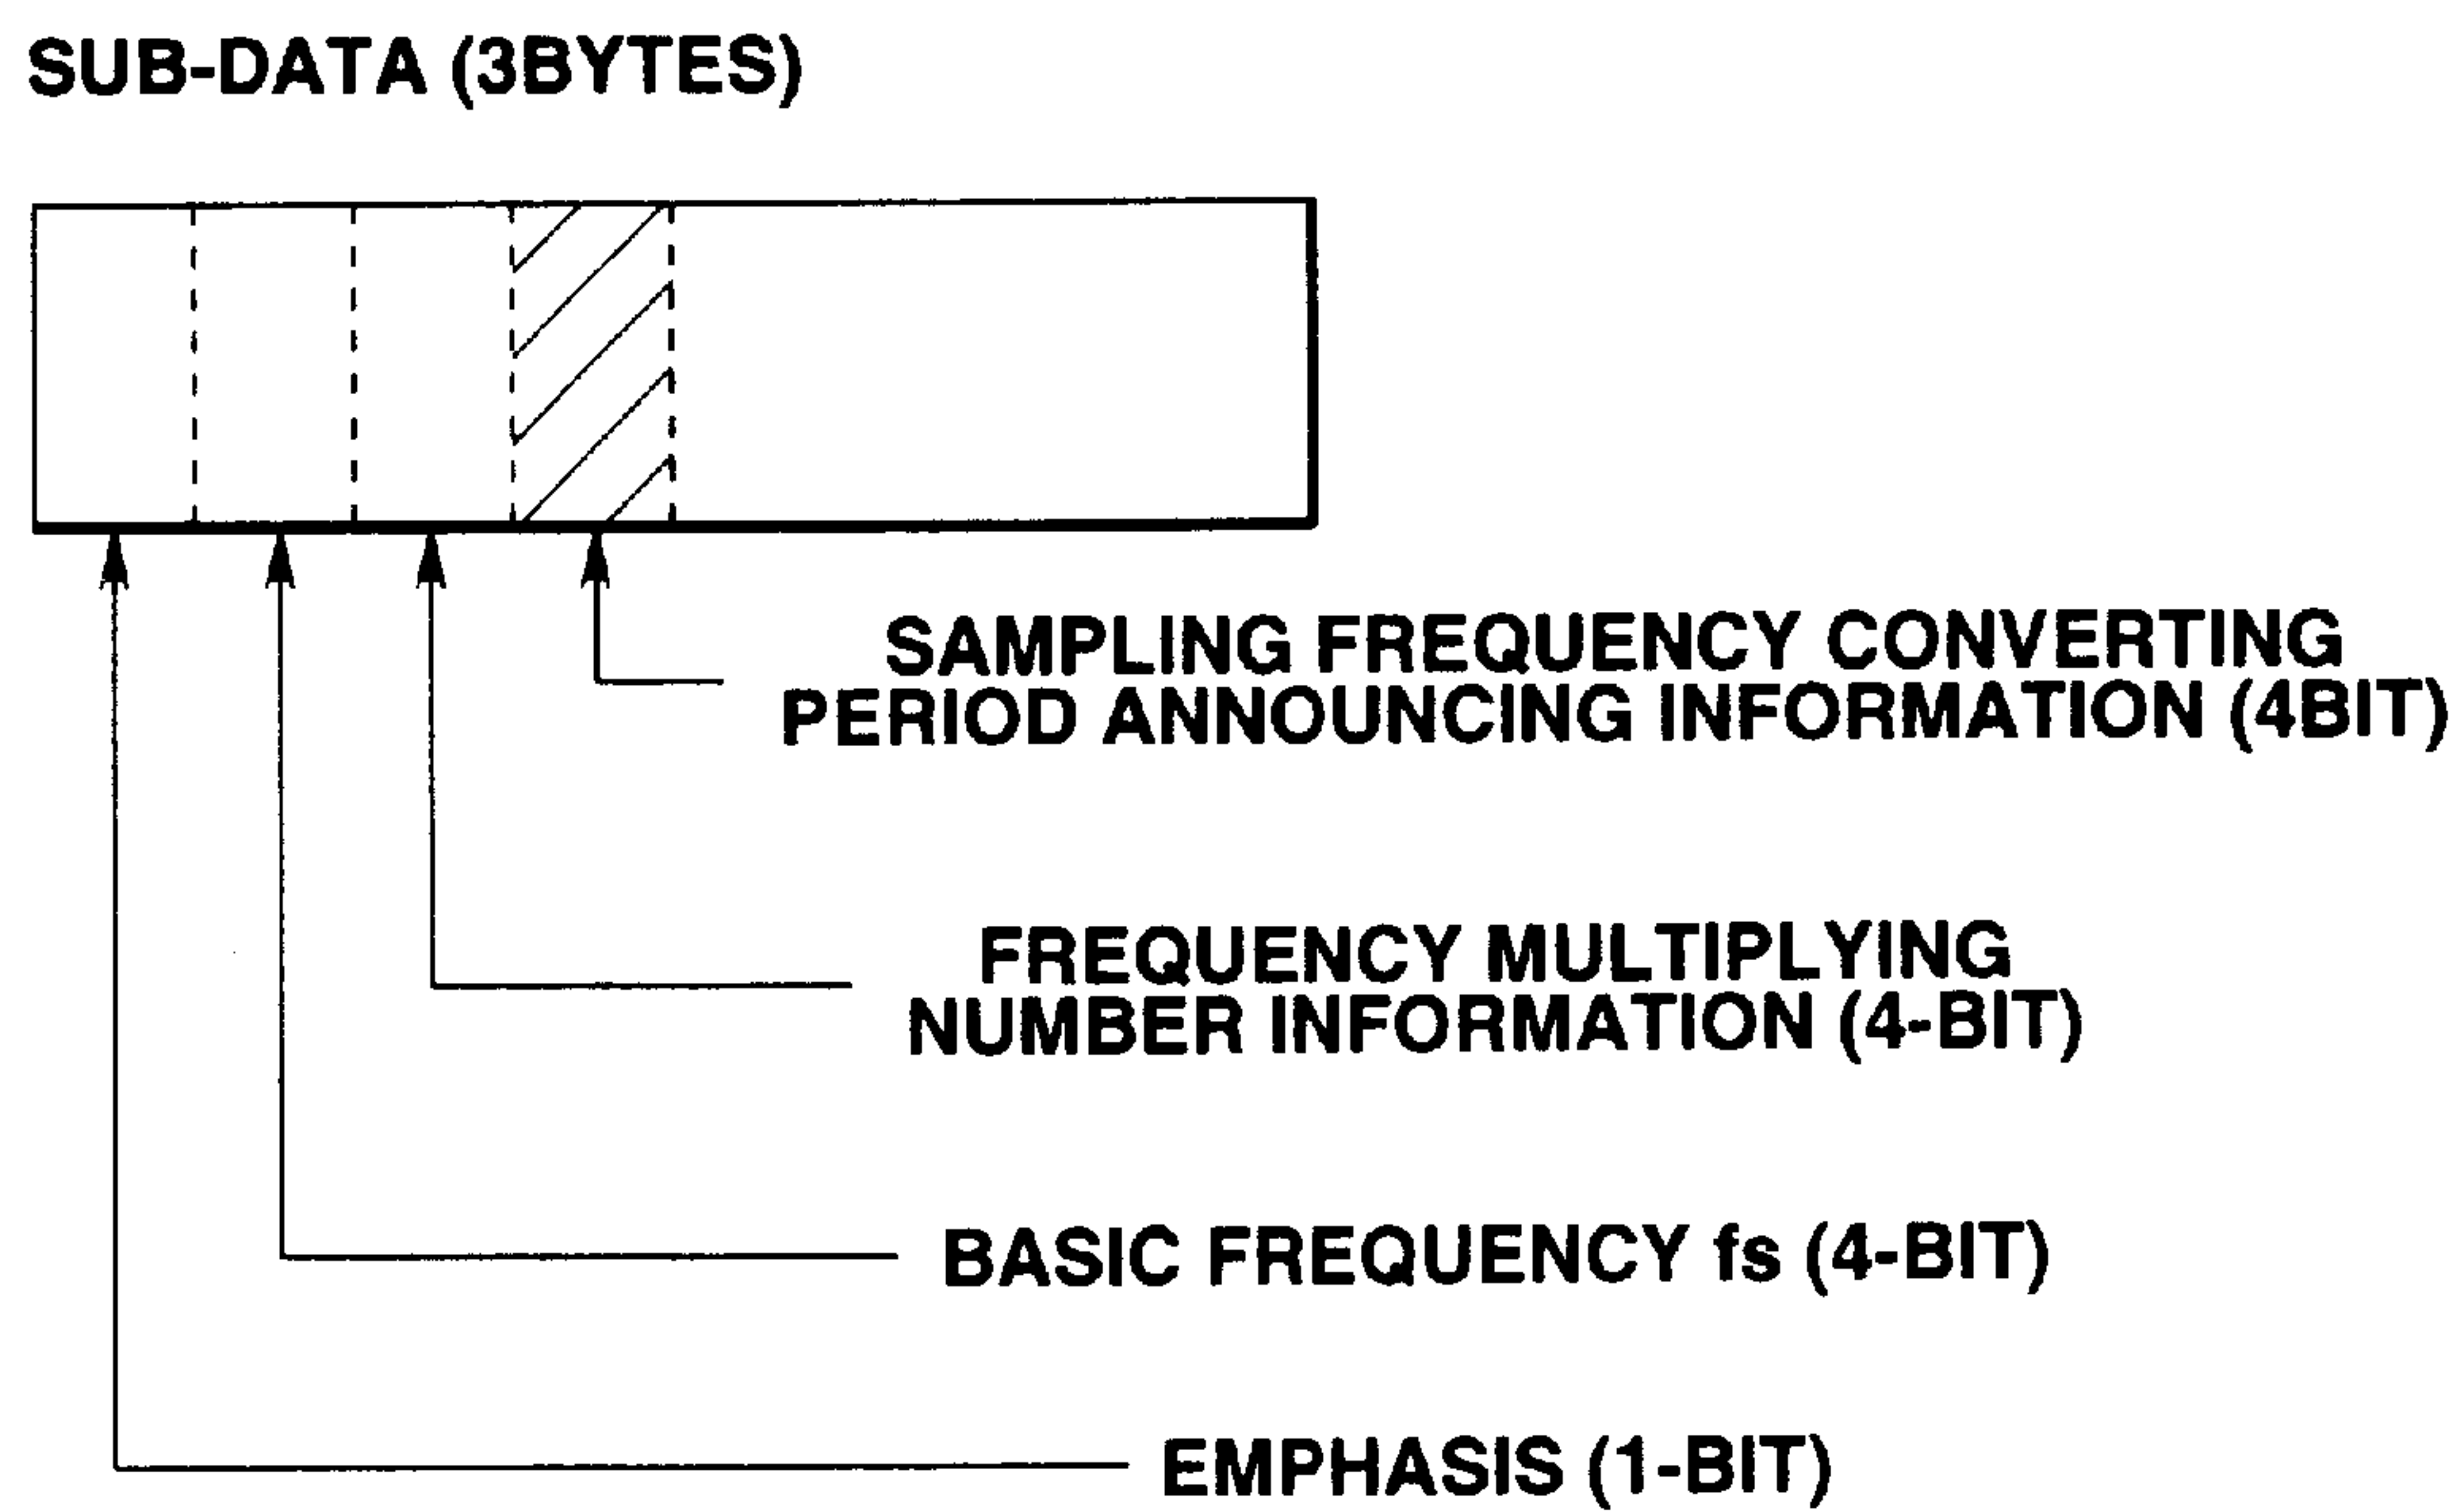 SUB-DATA (3BYTES)
SAMPLING FREQUENCY CONVERTING
PERIOD ANNOUNCING INFORMATION (4BIT)
FREQUENCY MULTIPLYING
NUMBER INFORMATION (4-BIT)
BASIC FREQUENCY fs (4-BIT)
EMPHASIS (1-BIT)